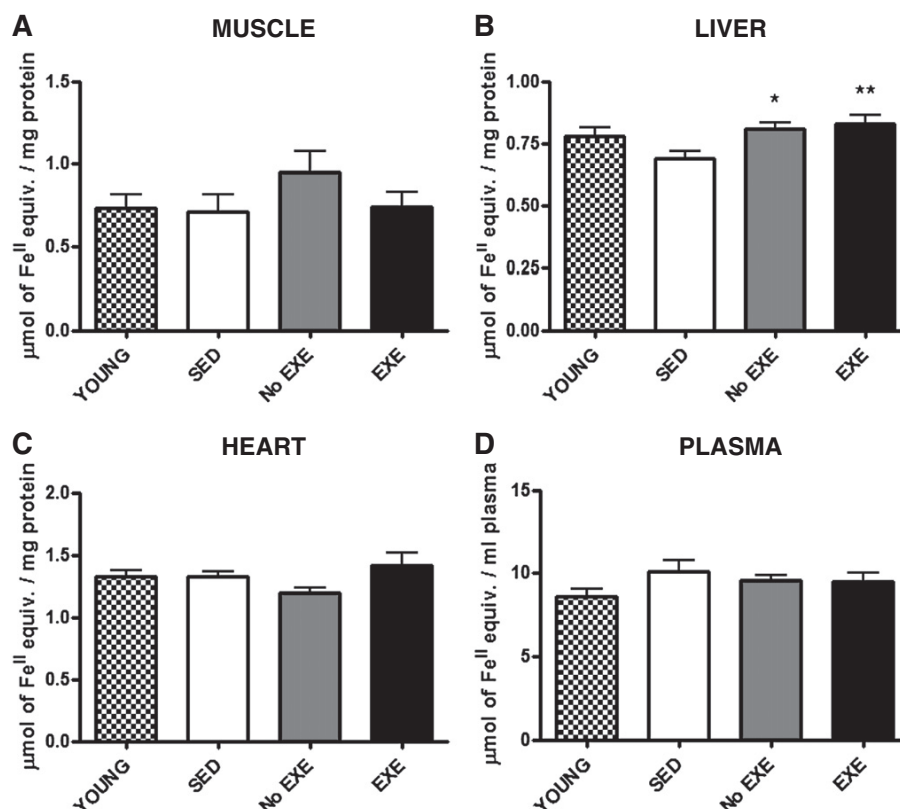 A MUSCLE
μmol of Fe^II equiv. / mg protein
1.5
1.0
0.5
0.0
YOUNG SED No EXE EXE
B LIVER
μmol of Fe^II equiv. / mg protein
1.00
0.75
0.50
0.25
0.00
* **
YOUNG SED No EXE EXE
C HEART
μmol of Fe^II equiv. / mg protein
2.0
1.5
1.0
0.5
0.0
YOUNG SED No EXE EXE
D PLASMA
μmol of Fe^II equiv. / ml plasma
15
10
5
0
YOUNG SED No EXE EXE